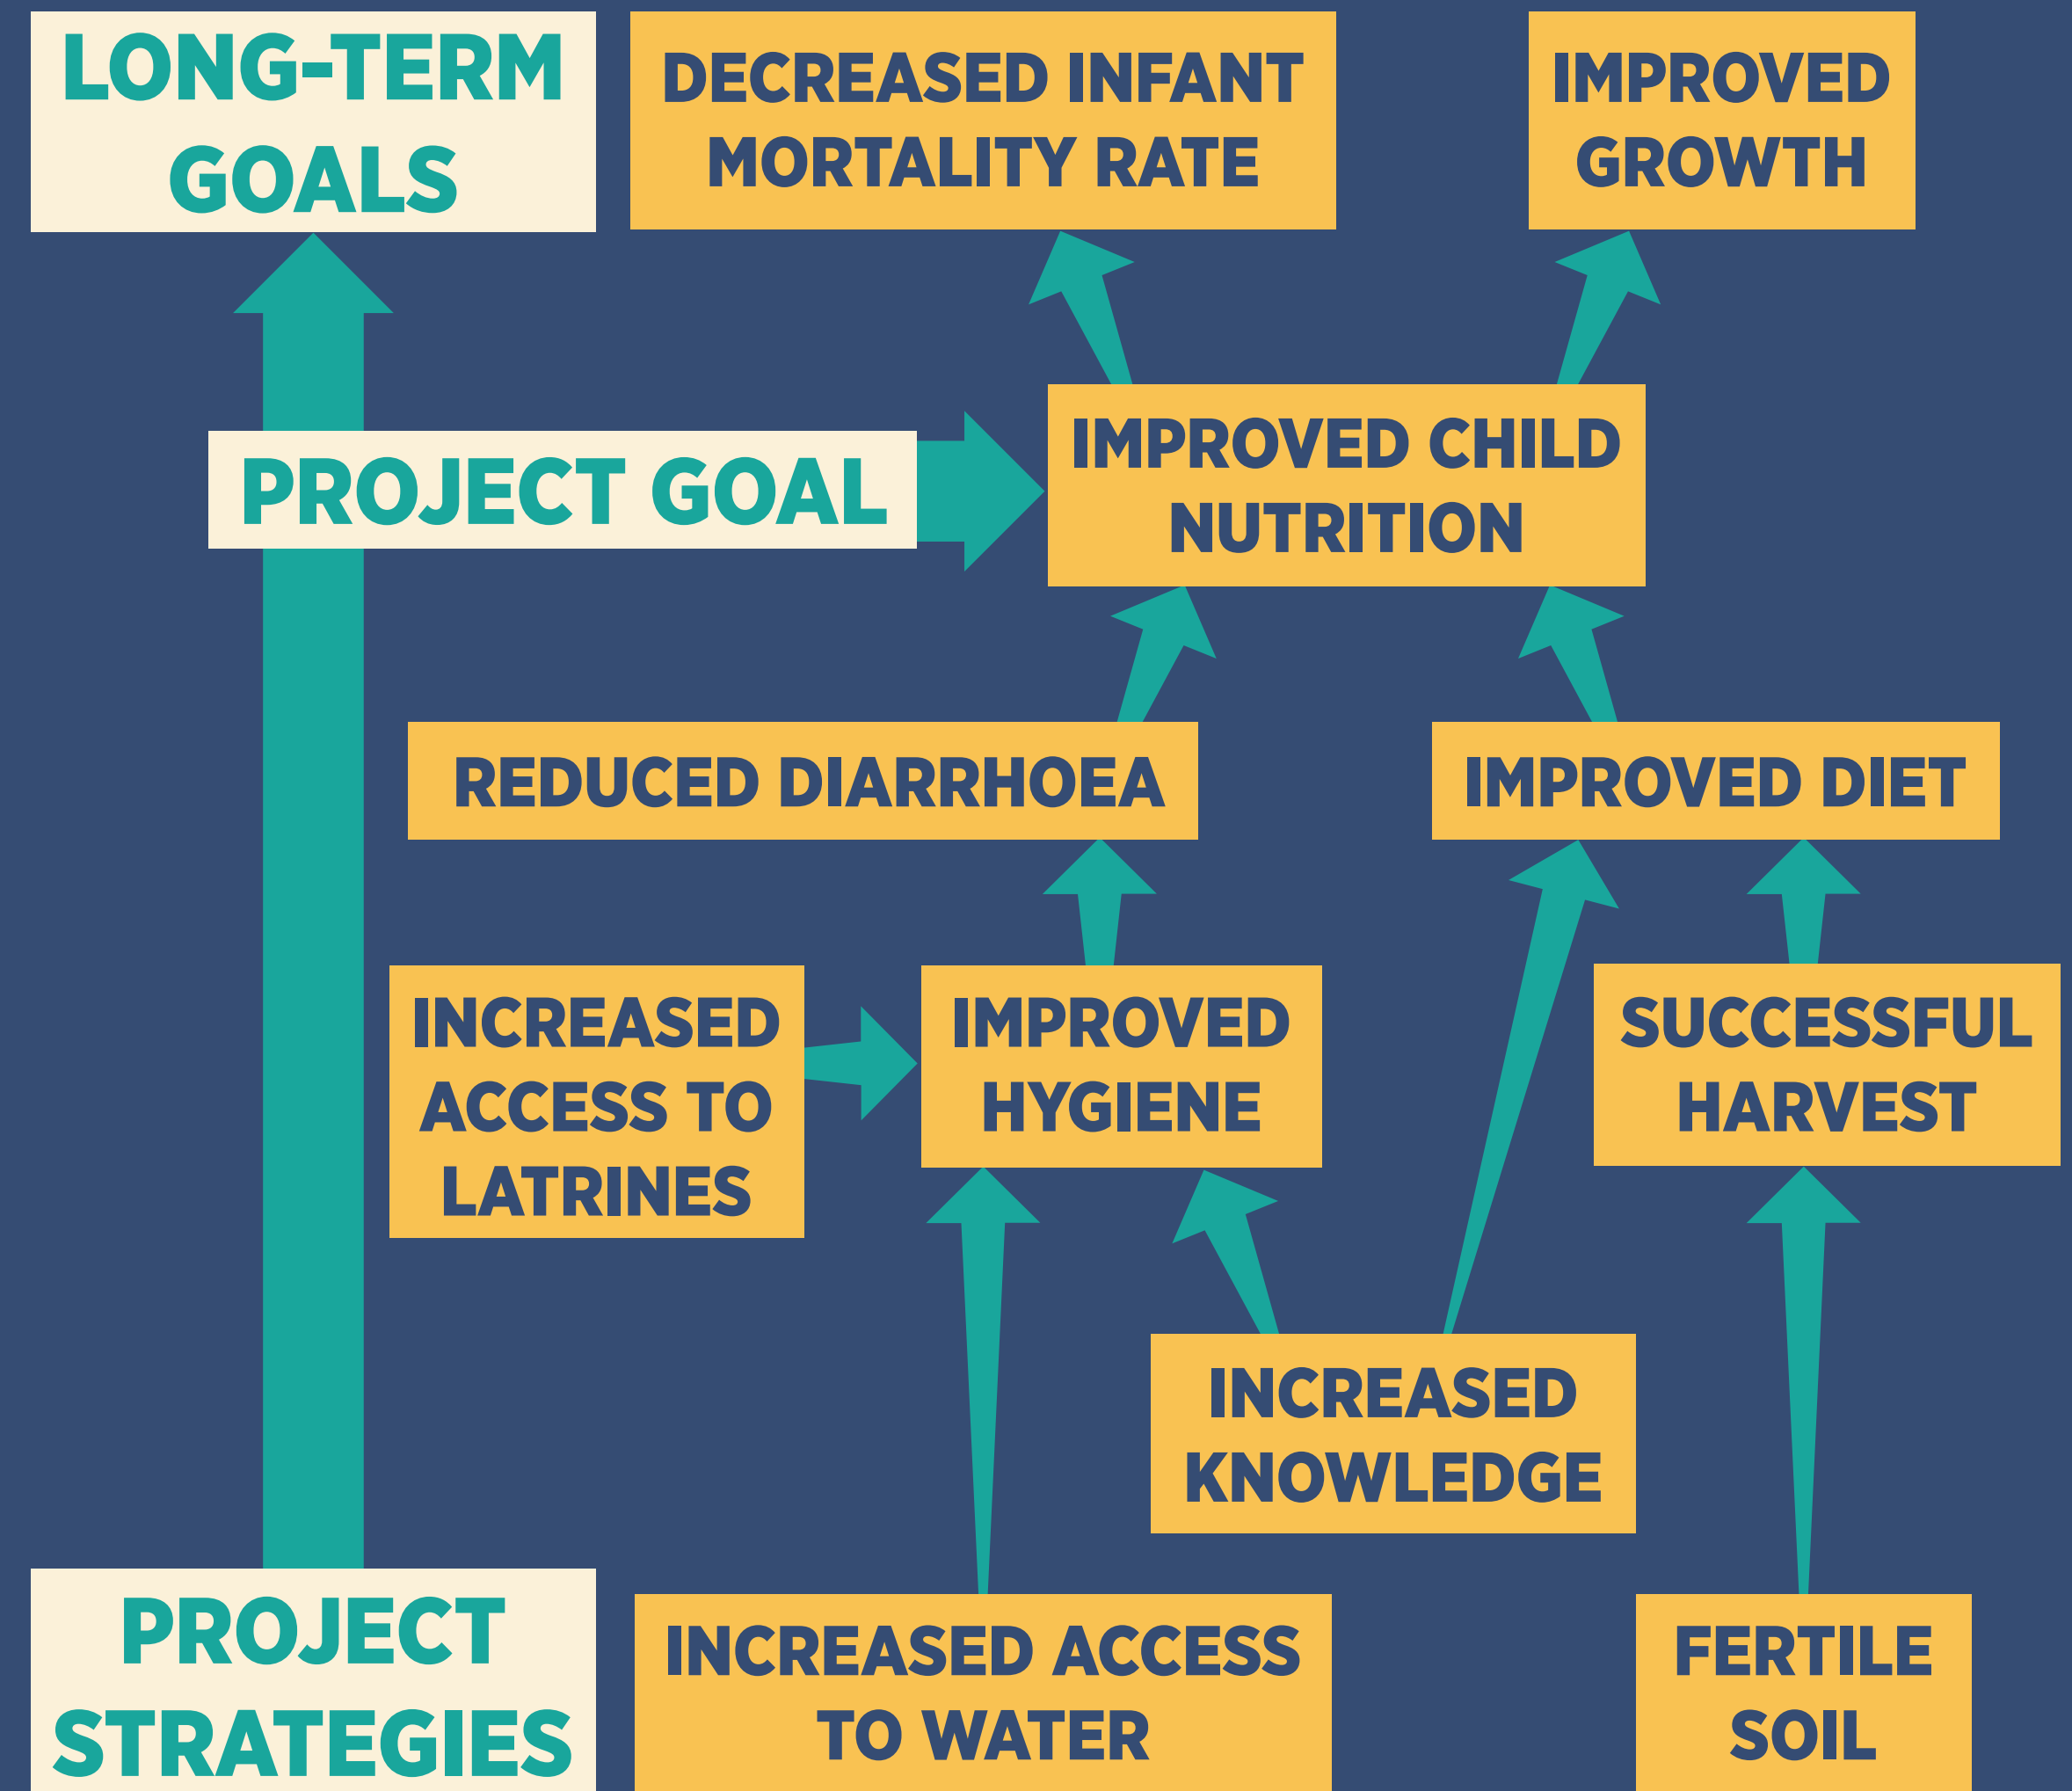 LONG-TERM
GOALS
DECREASED INFANT
MORTALITY RATE
IMPROVED
GROWTH
PROJECT GOAL
IMPROVED CHILD
NUTRITION
REDUCED DIARRHOEA
IMPROVED DIET
INCREASED
ACCESS TO
LATRINES
IMPROVED
HYGIENE
SUCCESSFUL
HARVEST
INCREASED
KNOWLEDGE
PROJECT
STRATEGIES
INCREASED ACCESS
TO WATER
FERTILE
SOIL